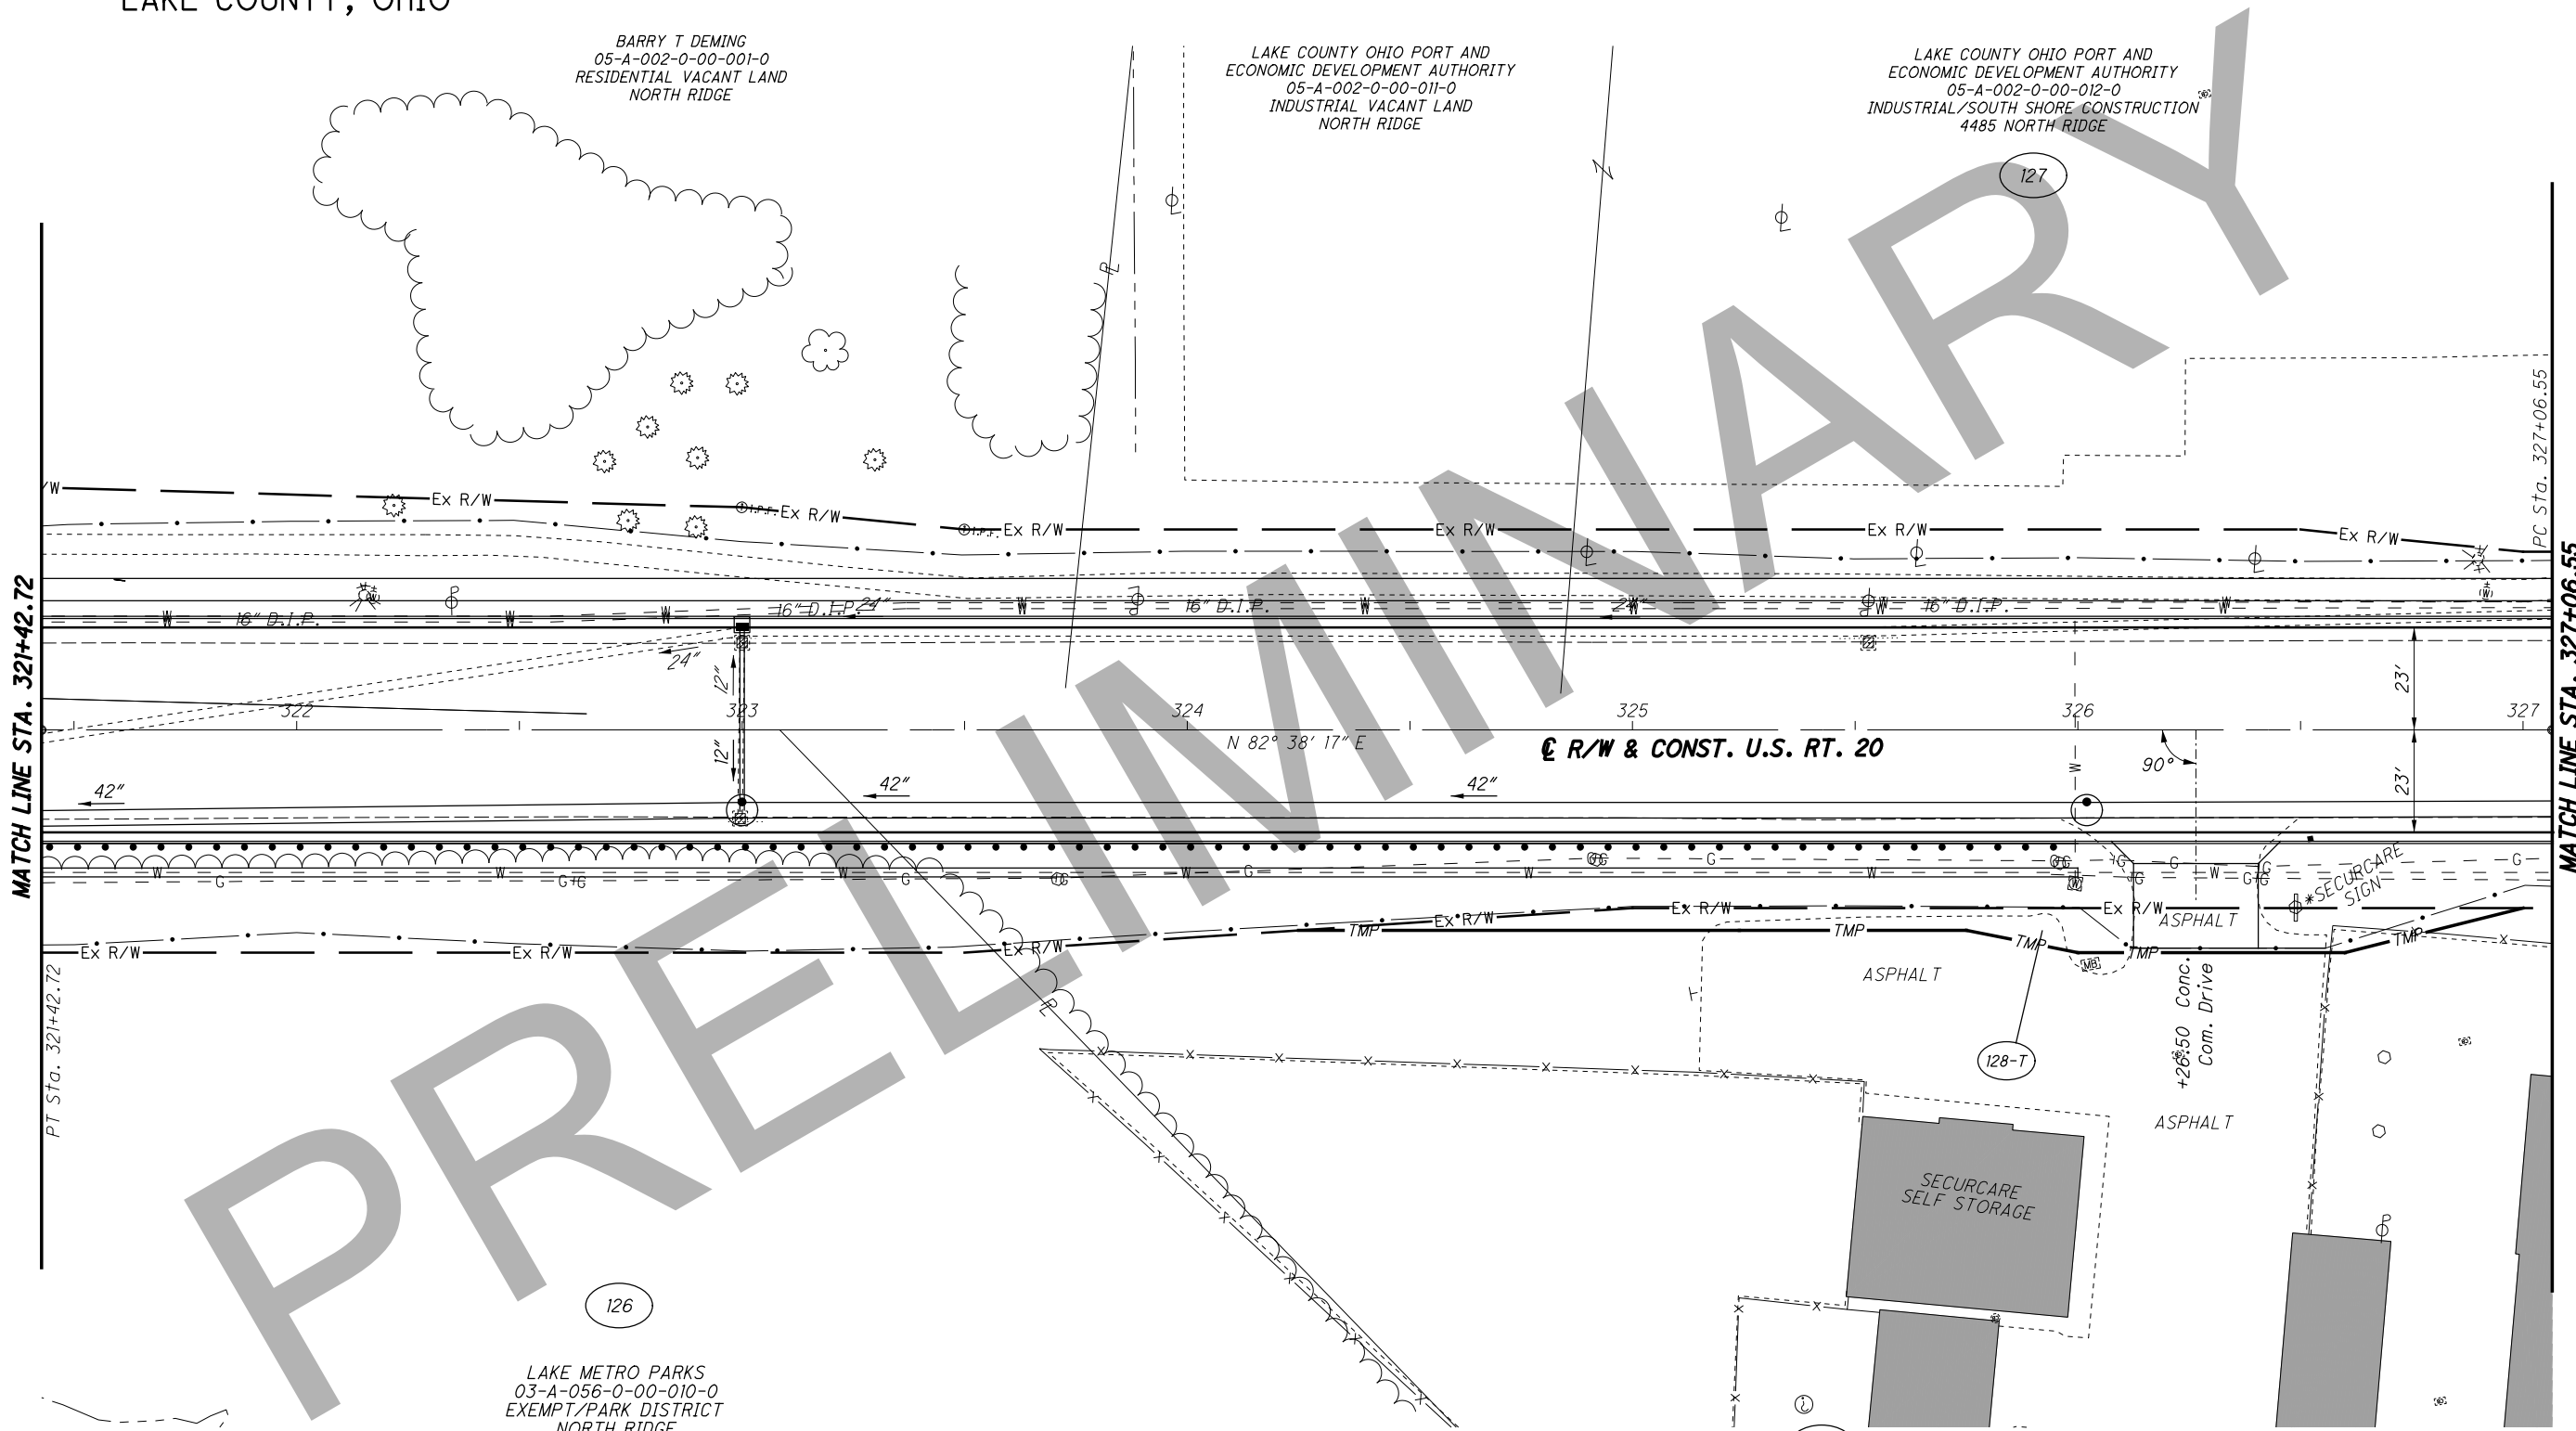 LAKE COUNTY, OHIO
BARRY T DEMING
05-A-002-0-00-001-0
RESIDENTIAL VACANT LAND
NORTH RIDGE
LAKE COUNTY OHIO PORT AND
ECONOMIC DEVELOPMENT AUTHORITY
05-A-002-0-00-011-0
INDUSTRIAL VACANT LAND
NORTH RIDGE
LAKE COUNTY OHIO PORT AND
ECONOMIC DEVELOPMENT AUTHORITY
05-A-002-0-00-012-0
INDUSTRIAL/SOUTH SHORE CONSTRUCTION
4485 NORTH RIDGE
127
PRELIMINARY
MATCH LINE STA. 321+42.72
PT Sta. 321+42.72
PC Sta. 327+06.55
MATCH LINE STA. 327+06.55
/W
Ex R/W
I.P.F.
Ex R/W
I.P.F.
Ex R/W
Ex R/W
Ex R/W
Ex R/W
W 16" D.I.P. W W 16" D.I.P. 24" W 16" D.I.P. W 24" W 16" D.I.P. W
24"
12"
12"
23'
23'
322 323 324 325 326 327
N 82° 38' 17" E
R/W & CONST. U.S. RT. 20
W
90°
42" 42" 42"
W G W G+G W G G W G W G G W G G W G G+G G
*SECURCARE
SIGN
Ex R/W Ex R/W Ex R/W Ex R/W Ex R/W Ex R/W
ASPHALT
TMP TMP TMP TMP TMP
MB
ASPHALT
T
+26.50 Conc.
Com. Drive
128-T
ASPHALT
X X X X X X X X X
SECURCARE
SELF STORAGE
126
LAKE METRO PARKS
03-A-056-0-00-010-0
EXEMPT/PARK DISTRICT
NORTH RIDGE